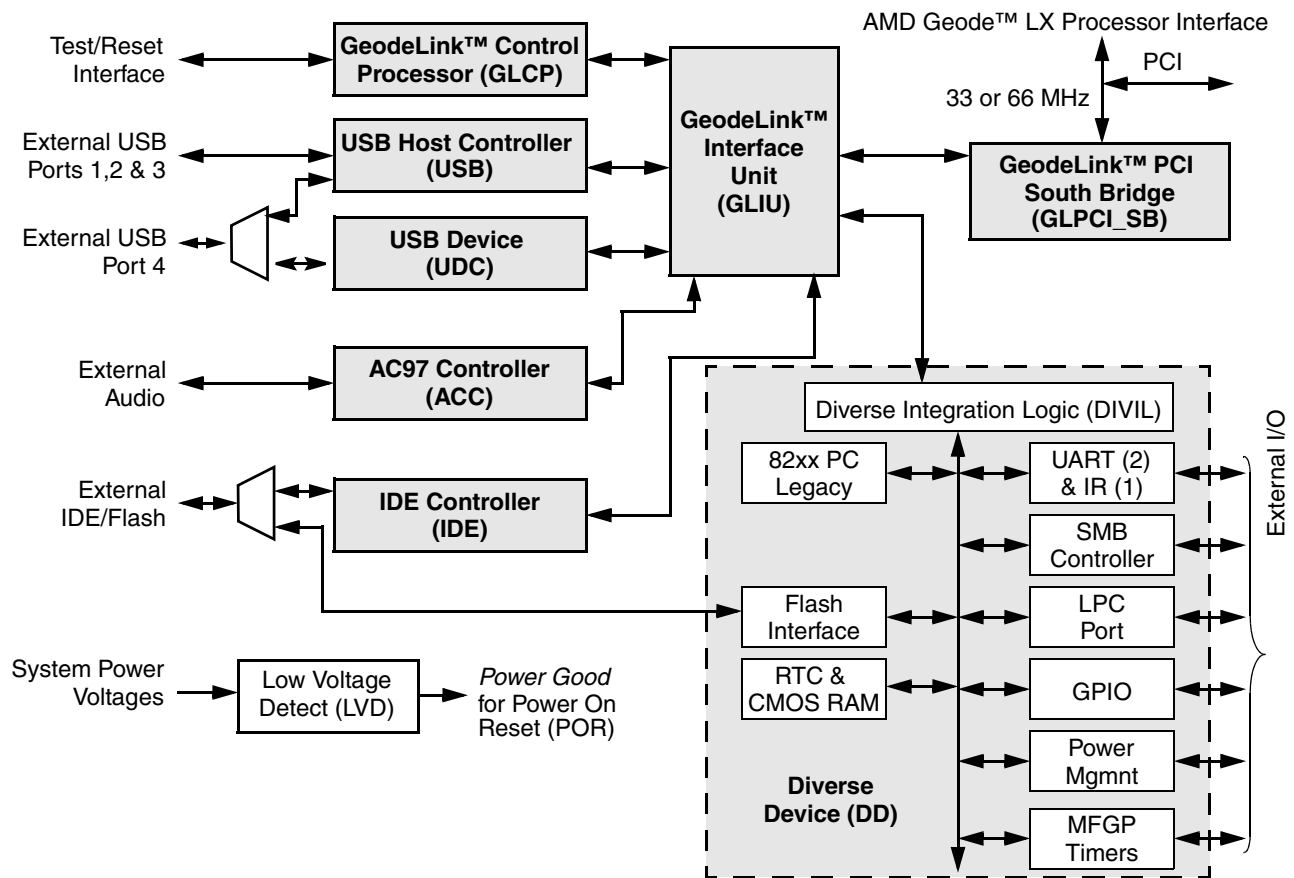 AMD Geode™ LX Processor Interface
Test/Reset
Interface
GeodeLink™ Control
Processor (GLCP)
PCI
33 or 66 MHz
External USB
Ports 1,2 & 3
USB Host Controller
(USB)
GeodeLink™
Interface
Unit
(GLIU)
GeodeLink™ PCI
South Bridge
(GLPCI_SB)
External USB
Port 4
USB Device
(UDC)
External
Audio
AC97 Controller
(ACC)
External
IDE/Flash
IDE Controller
(IDE)
System Power
Voltages
Low Voltage
Detect (LVD)
Power Good
for Power On
Reset (POR)
Diverse Integration Logic (DIVIL)
82xx PC
Legacy
UART (2)
& IR (1)
SMB
Controller
Flash
Interface
LPC
Port
RTC &
CMOS RAM
GPIO
Power
Mgmnt
Diverse
Device (DD)
MFGP
Timers
External I/O